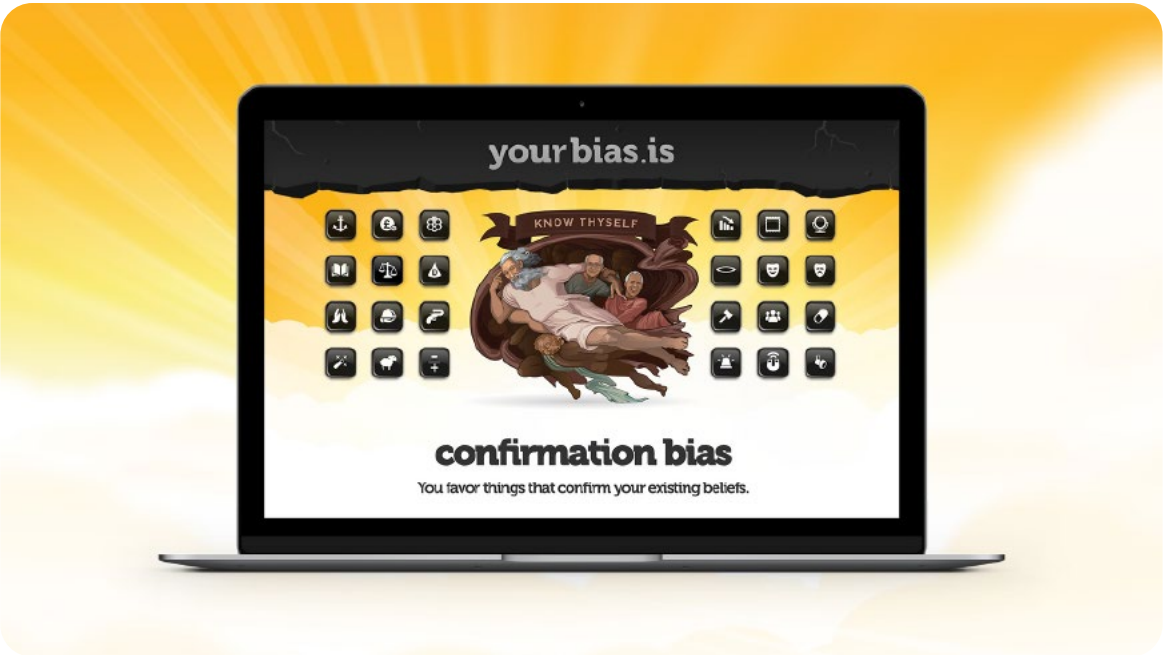 yourbias.is
KNOW THYSELF
confirmation bias
You favor things that confirm your existing beliefs.